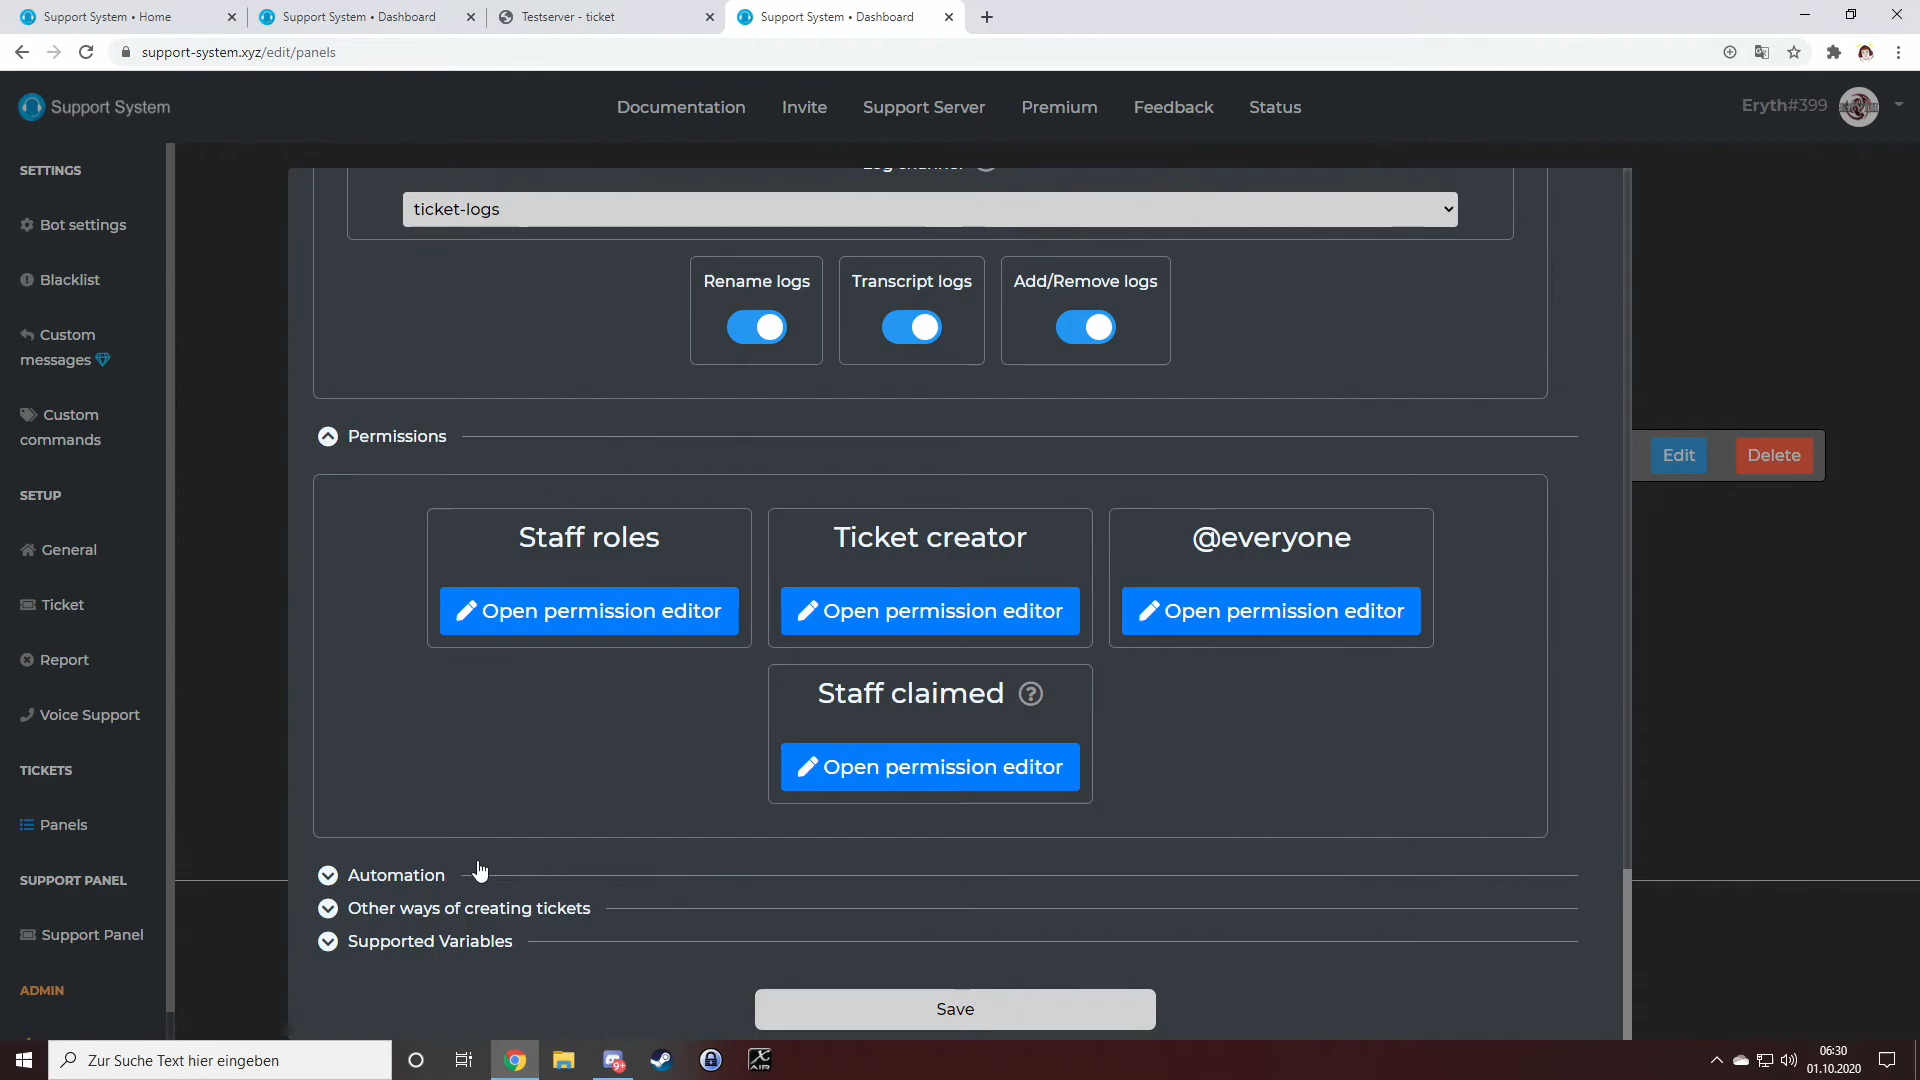 Support System • Home
Support System • Dashboard
Testserver - ticket
Support System • Dashboard
support-system.xyz/edit/panels
Support System
Documentation
Invite
Support Server
Premium
Feedback
Status
Eryth#399
SETTINGS
Bot settings
Blacklist
Custom
messages
Custom
commands
SETUP
General
Ticket
Report
Voice Support
TICKETS
Panels
SUPPORT PANEL
Support Panel
ADMIN
Log channel
ticket-logs
Rename logs
Transcript logs
Add/Remove logs
Permissions
Edit
Delete
Staff roles
Ticket creator
@everyone
Open permission editor
Open permission editor
Open permission editor
Staff claimed
Open permission editor
Automation
Other ways of creating tickets
Supported Variables
Save
Zur Suche Text hier eingeben
9+
AIR
06:30
01.10.2020